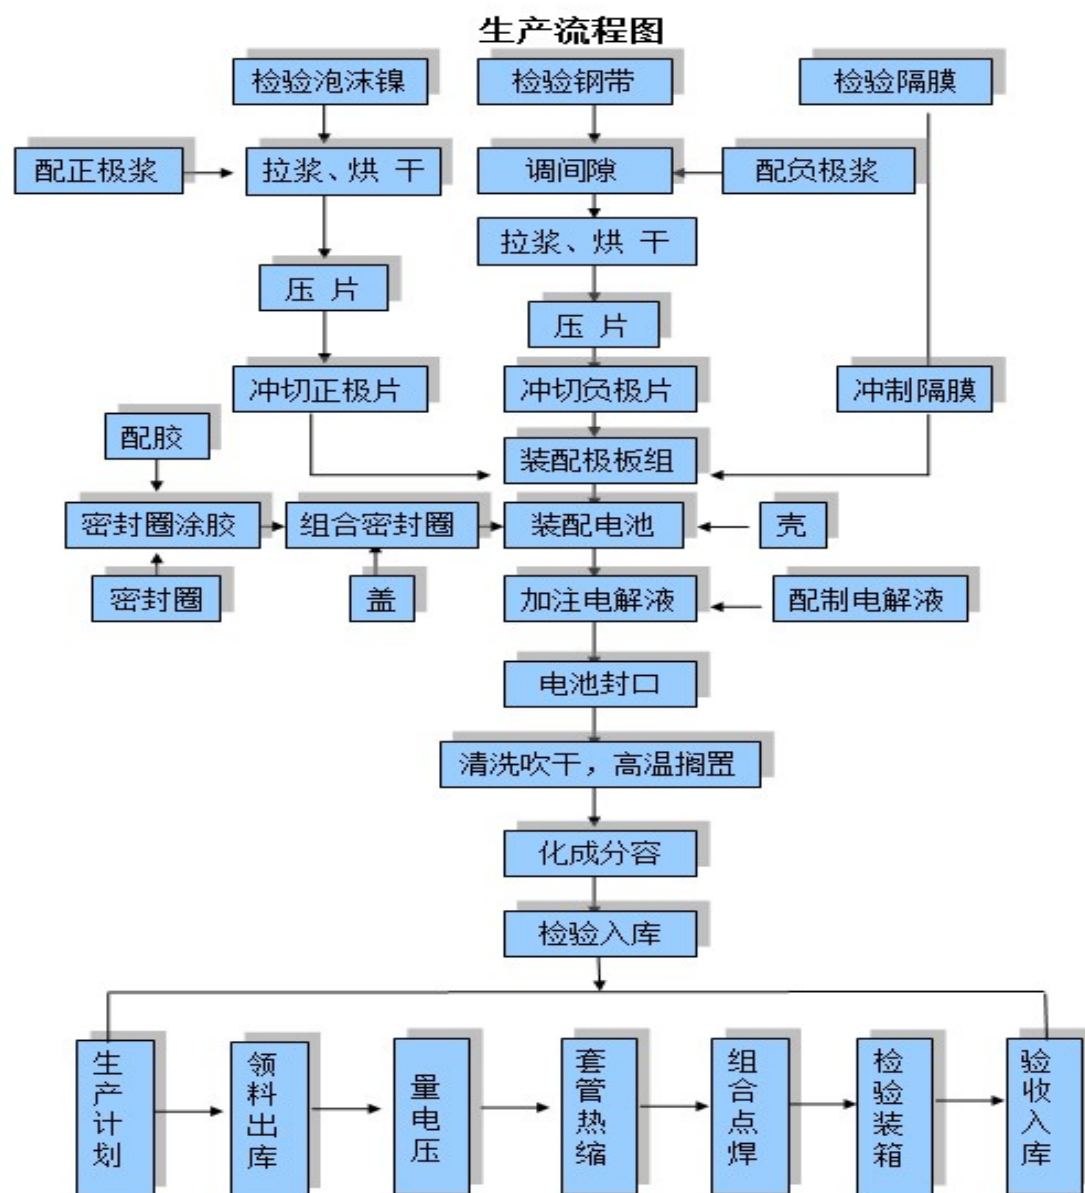 生产流程图
检验泡沫镍
检验钢带
检验隔膜
配正极浆
拉浆、烘 干
调间隙
配负极浆
拉浆、烘 干
压 片
压 片
冲切正极片
冲切负极片
冲制隔膜
配胶
装配极板组
密封圈涂胶
组合密封圈
装配电池
壳
密封圈
盖
加注电解液
配制电解液
电池封口
清洗吹干，高温搁置
化成分容
检验入库
生产计划
领料出库
量电压
套管热缩
组合点焊
检验装箱
验收入库